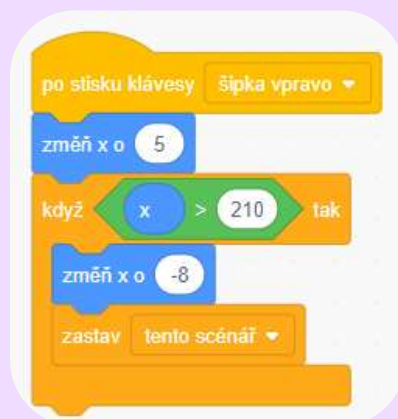 po stisku klávesy šipka vpravo
změň x o 5
když x > 210 tak
změň x o -8
zastav tento scénář